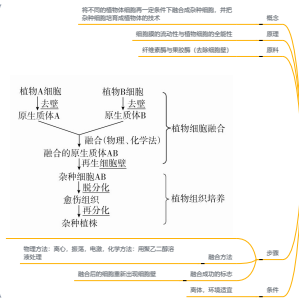 将不同的植物体细胞再一定条件下融合成杂种细胞，并把
杂种细胞培育成植物体的技术
概念
细胞膜的流动性与植物细胞的全能性
原理
纤维素酶与果胶酶（去除细胞壁）
原料
植物A细胞
植物B细胞
去壁
去壁
原生质体A
原生质体B
融合(物理、化学法)
植物细胞融合
融合的原生质体AB
再生细胞壁
杂种细胞AB
脱分化
愈伤组织
植物组织培养
再分化
杂种植株
物理方法：离心、振荡、电激，化学方法：用聚乙二醇溶
液处理
融合方法
步骤
融合后的细胞重新出现细胞壁
融合成功的标志
离体、环境适宜
条件